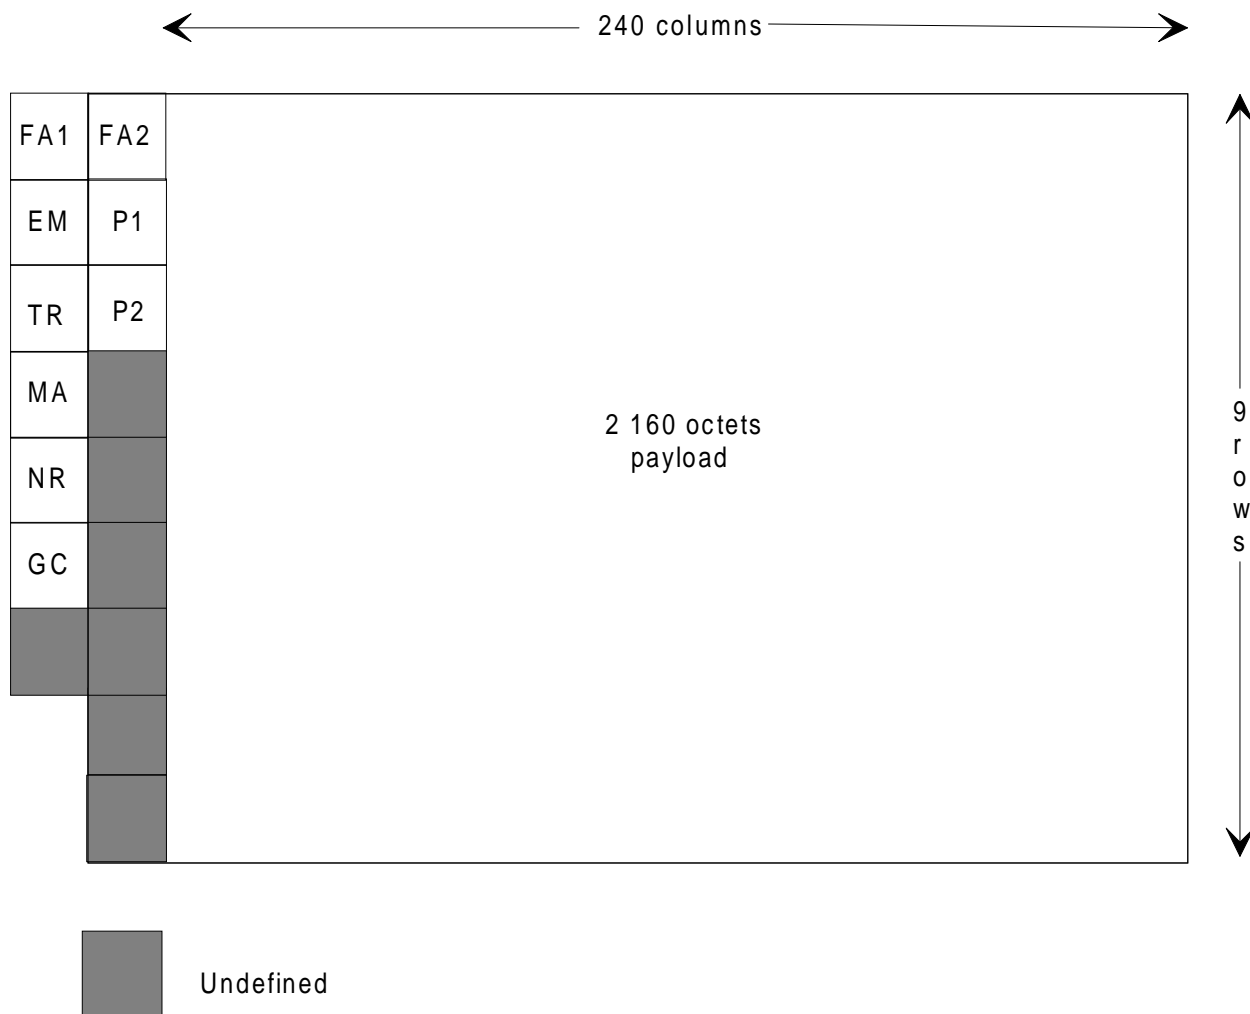 240 columns
FA1 FA2
EM P1
TR P2
MA
NR
GC
2 160 octets
payload
9
r
o
w
s
Undefined